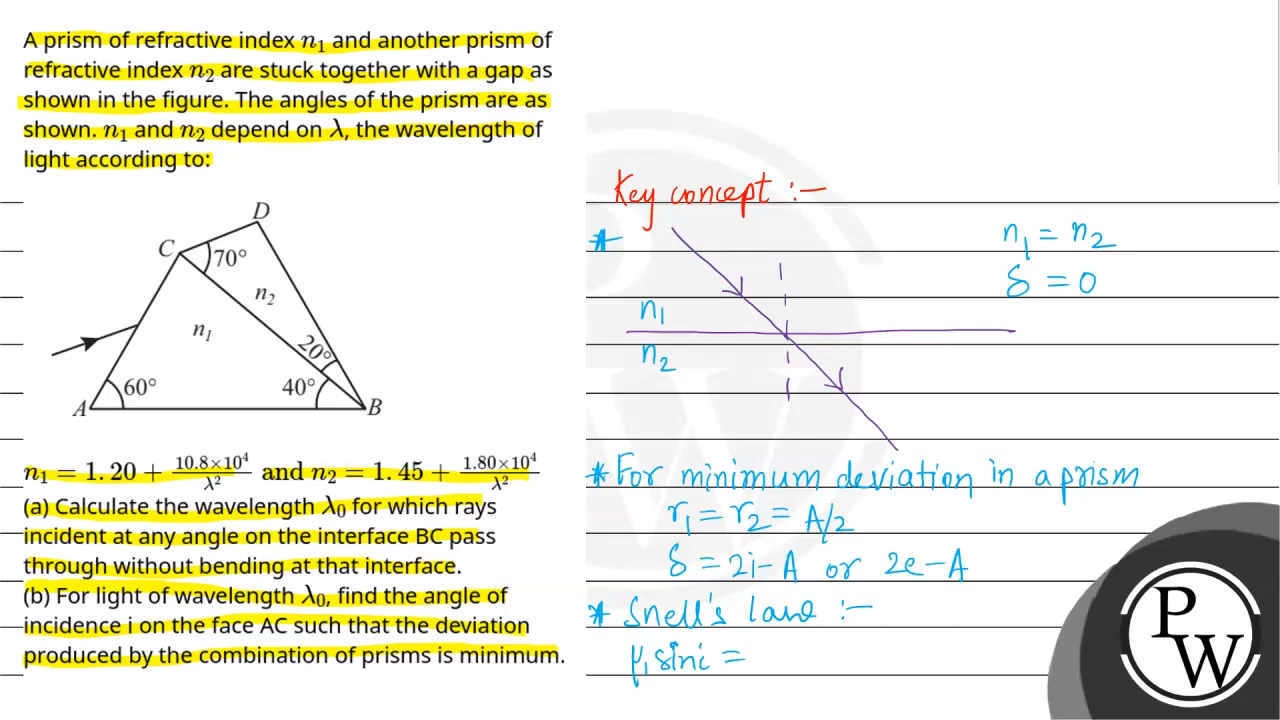 A prism of refractive index n₁ and another prism of
refractive index n₂ are stuck together with a gap as
shown in the figure. The angles of the prism are as
shown. n₁ and n₂ depend on λ, the wavelength of
light according to:
D
C
70°
n₂
n₁
20°
60°
40°
A
B
n₁ = 1.20 + 10.8×10⁴/λ² and n₂ = 1.45 + 1.80×10⁴/λ²
(a) Calculate the wavelength λ₀ for which rays
incident at any angle on the interface BC pass
through without bending at that interface.
(b) For light of wavelength λ₀, find the angle of
incidence i on the face AC such that the deviation
produced by the combination of prisms is minimum.
Key concept :-
*
n₁ = n₂
δ = 0
n₁
n₂
* For minimum deviation in a prism
r₁ = r₂ = A/2
δ = 2i - A or 2e - A
* Snell's law :-
μ₁ sini =
P
W